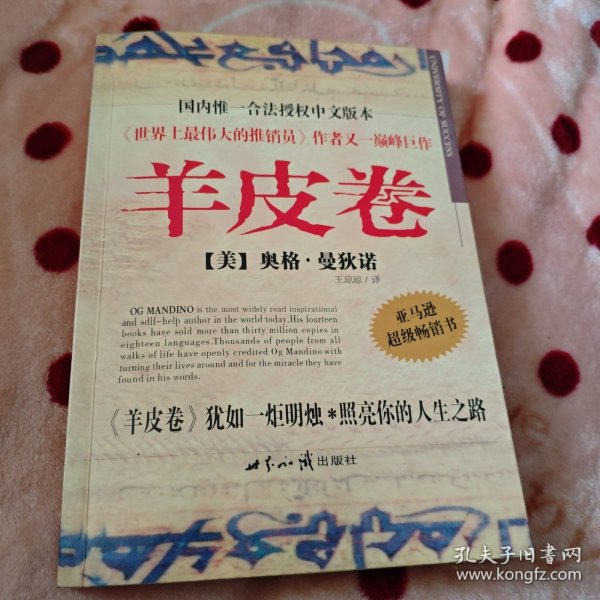 UNIVERSITY OF SUCCESS
国内惟一合法授权中文版本
《世界上最伟大的推销员》作者又一巅峰巨作
羊皮卷
【美】奥格·曼狄诺
王琼琼/译
OG MANDINO is the most widely read inspirational
and sdlf-help author in the world today.His fourteen
books have sold more than thirty million copies in
eighteen languages.Thousands of people from all
walks of life have openly credited Og Mandino with
turning their lives around and for the miracle they have
found in his words.
亚马逊
超级畅销书
《羊皮卷》犹如一炬明烛*照亮你的人生之路
世界知识出版社
孔夫子旧书网
www.kongfz.com